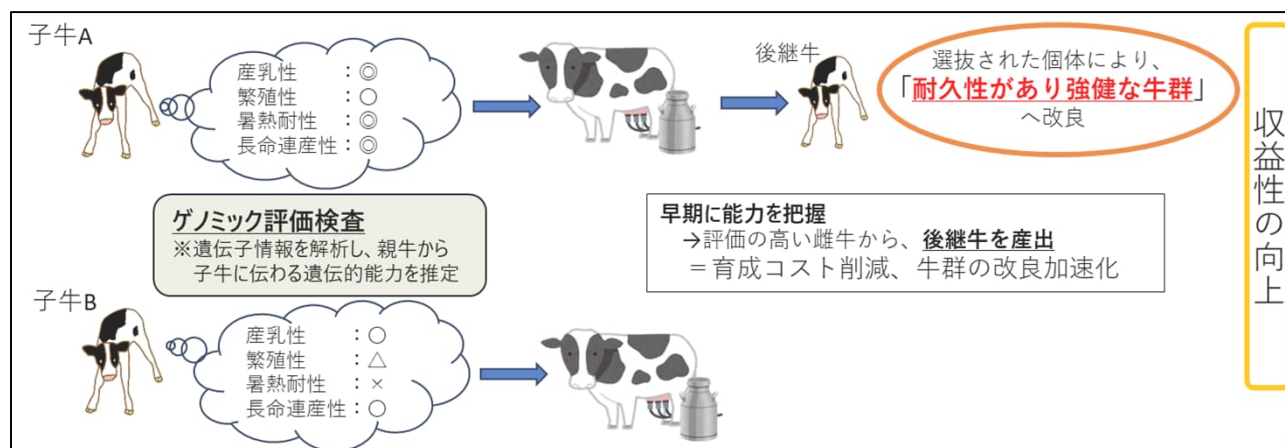 子牛A
産乳性 :◎
繁殖性 :○
暑熱耐性 :◎
長命連産性:◎
後継牛
選抜された個体により、
「耐久性があり強健な牛群」
へ改良
収益性の向上
ゲノミック評価検査
※遺伝子情報を解析し、親牛から
子牛に伝わる遺伝的能力を推定
早期に能力を把握
→評価の高い雌牛から、後継牛を産出
=育成コスト削減、牛群の改良加速化
子牛B
産乳性 :○
繁殖性 :△
暑熱耐性 :×
長命連産性:○